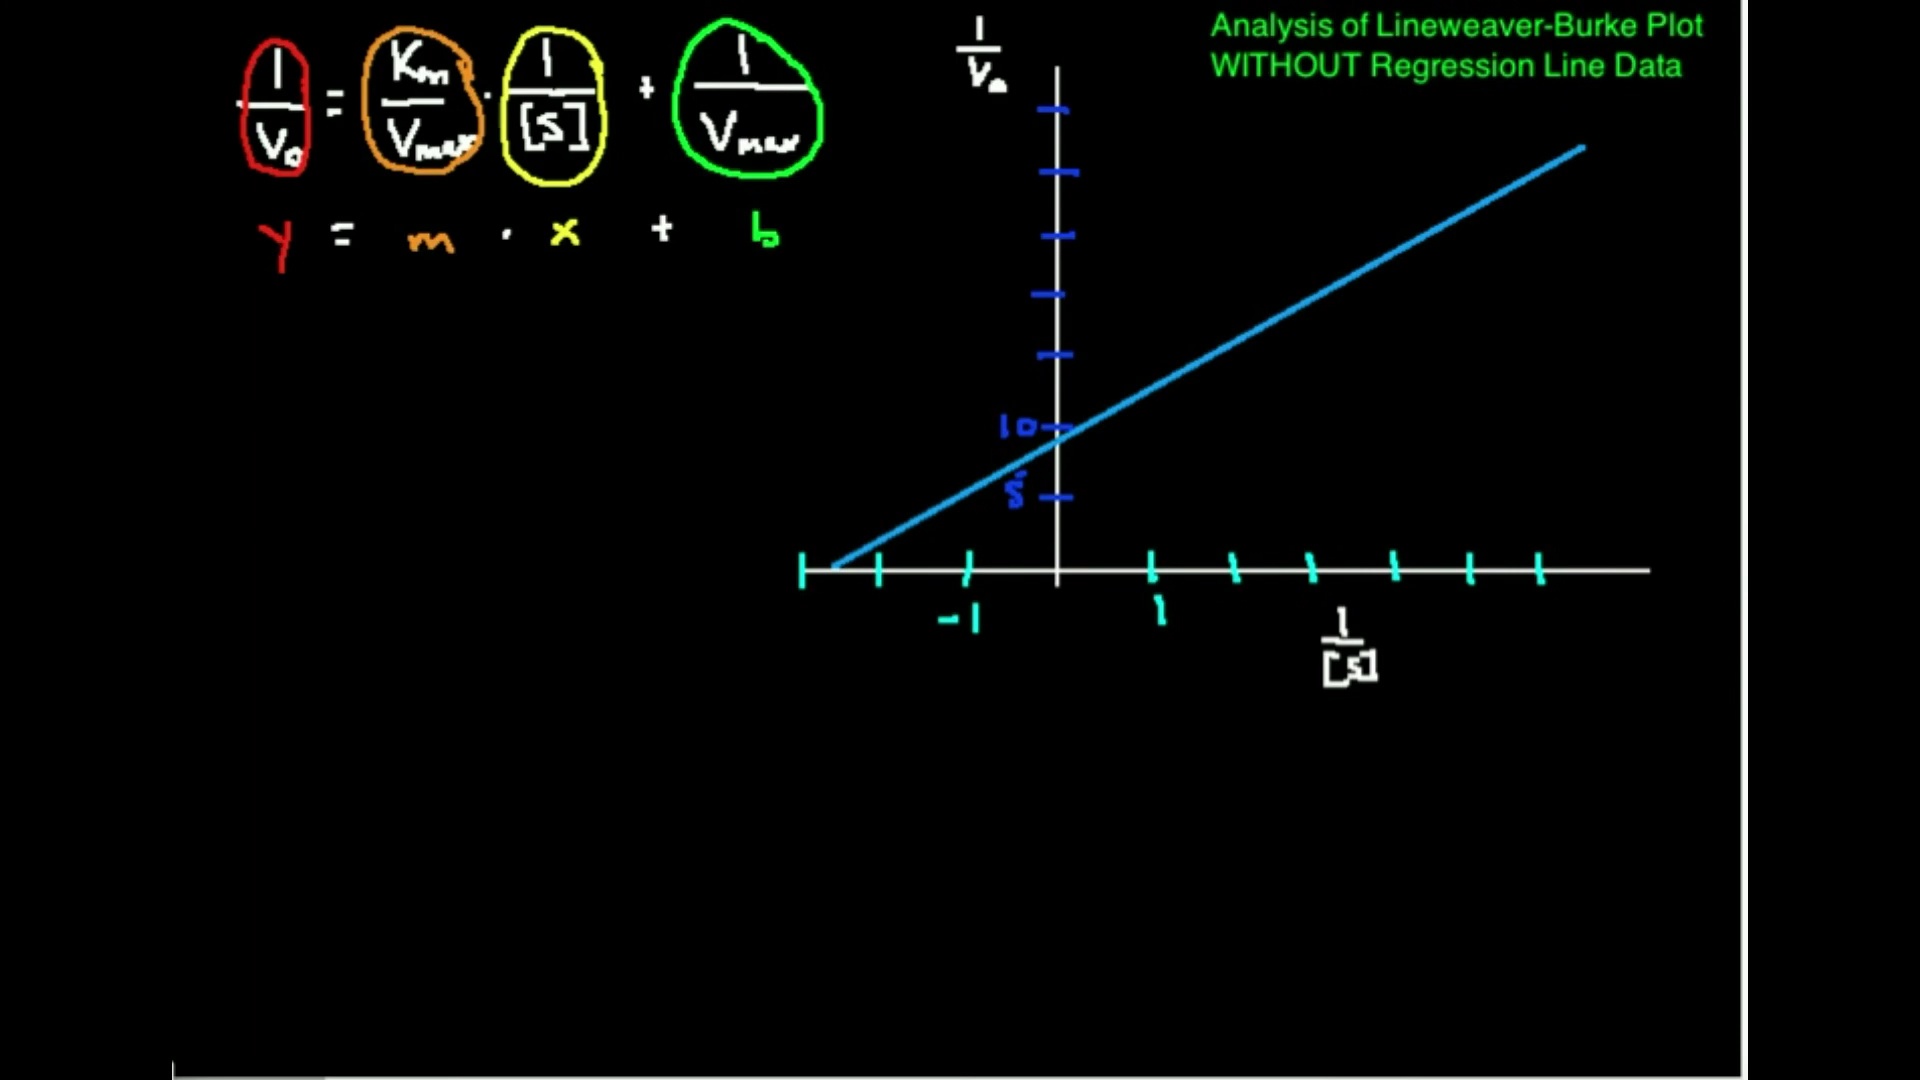 1/V₀ = Km/Vmax · 1/[S] + 1/Vmax
y = m · x + b
Analysis of Lineweaver-Burke Plot
WITHOUT Regression Line Data
1/V₀
10
5
-1 1
1/[S]